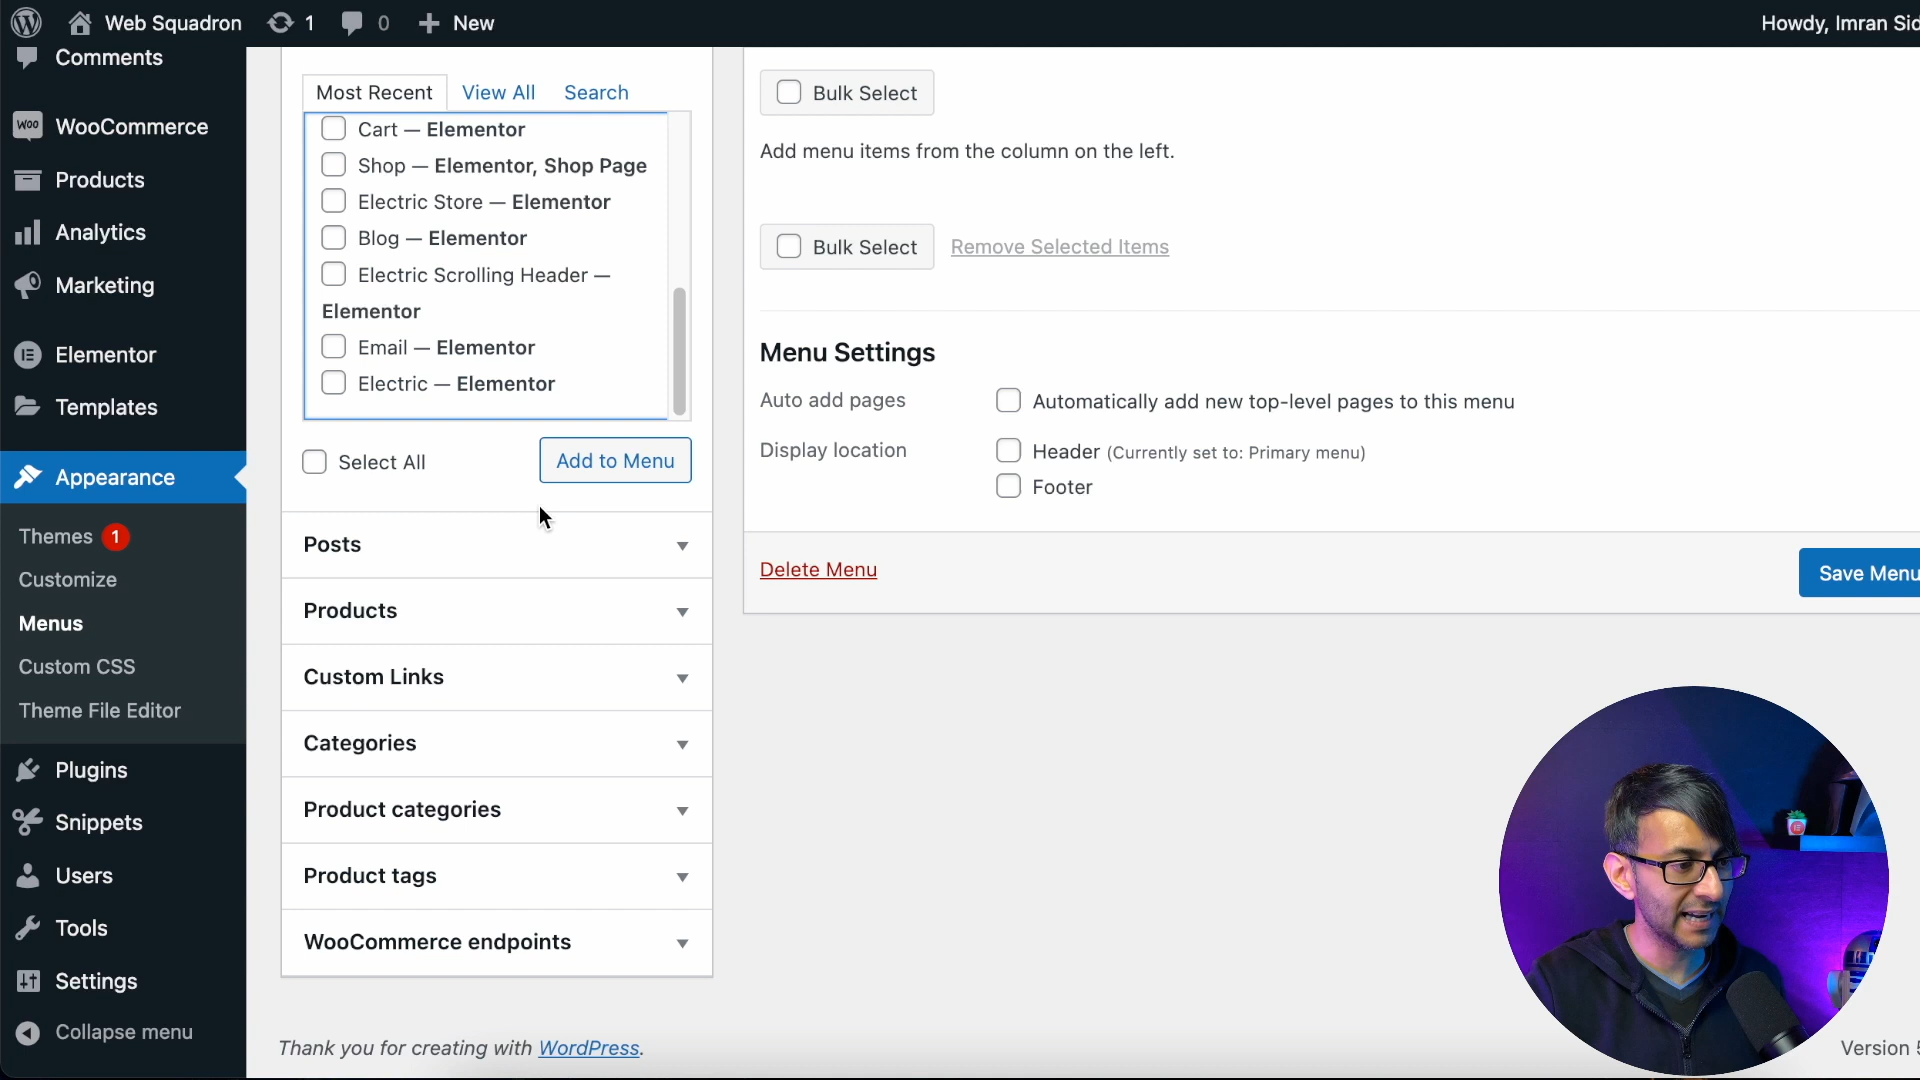 Web Squadron
1
0
New
Howdy, Imran Sid
Comments
WooCommerce
Products
Analytics
Marketing
Elementor
Templates
Appearance
Themes 1
Customize
Menus
Custom CSS
Theme File Editor
Plugins
Snippets
Users
Tools
Settings
Collapse menu
Most Recent
View All
Search
Cart — Elementor
Shop — Elementor, Shop Page
Electric Store — Elementor
Blog — Elementor
Electric Scrolling Header —
Elementor
Email — Elementor
Electric — Elementor
Select All
Add to Menu
Posts
Products
Custom Links
Categories
Product categories
Product tags
WooCommerce endpoints
Bulk Select
Add menu items from the column on the left.
Bulk Select
Remove Selected Items
Menu Settings
Auto add pages
Automatically add new top-level pages to this menu
Display location
Header (Currently set to: Primary menu)
Footer
Delete Menu
Save Menu
Thank you for creating with WordPress.
Version 5